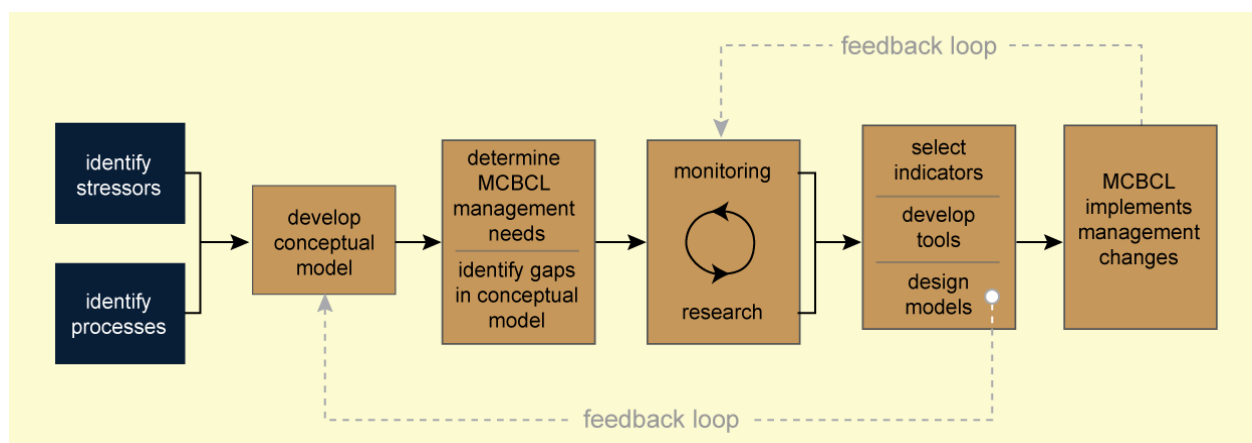 feedback loop
identify
stressors
identify
processes
develop
conceptual
model
determine
MCBCL
management
needs
identify gaps
in conceptual
model
monitoring
research
select
indicators
develop
tools
design
models
MCBCL
implements
management
changes
feedback loop